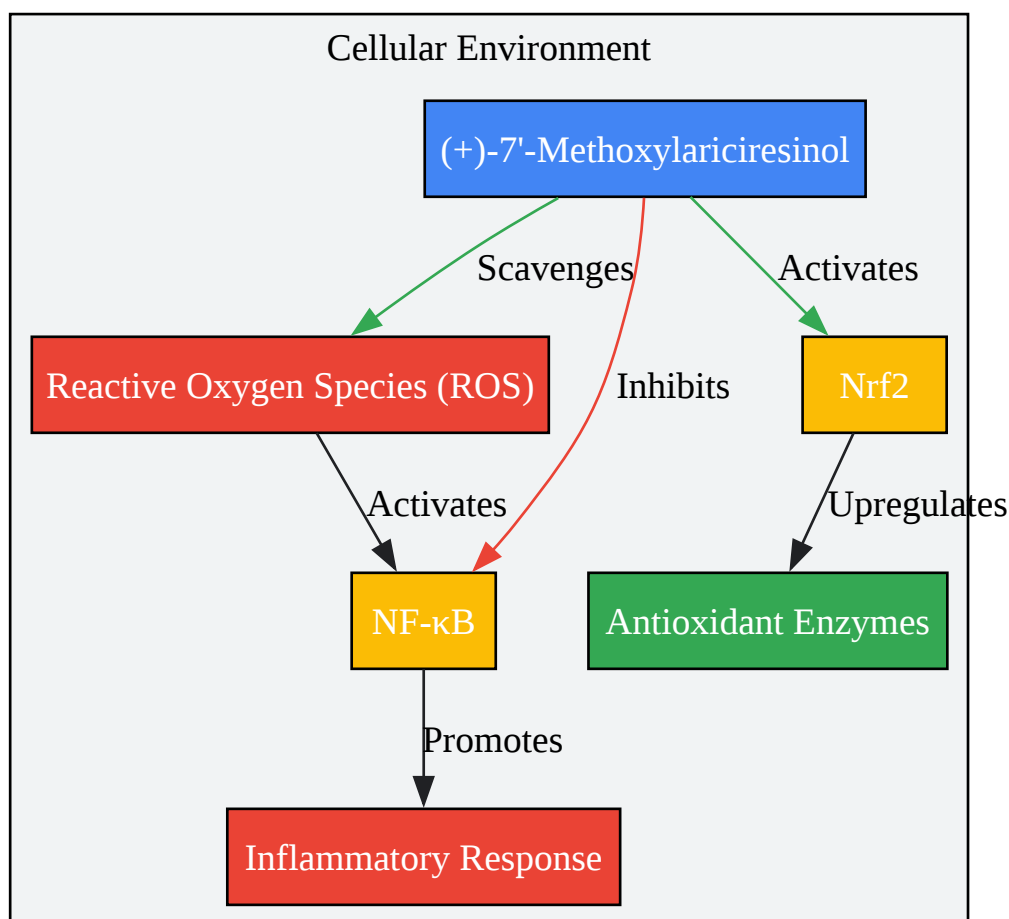 Cellular Environment
(+)-7'-Methoxylariciresinol
Scavenges
Activates
Reactive Oxygen Species (ROS)
Inhibits
Nrf2
Activates
Upregulates
NF-κB
Antioxidant Enzymes
Promotes
Inflammatory Response